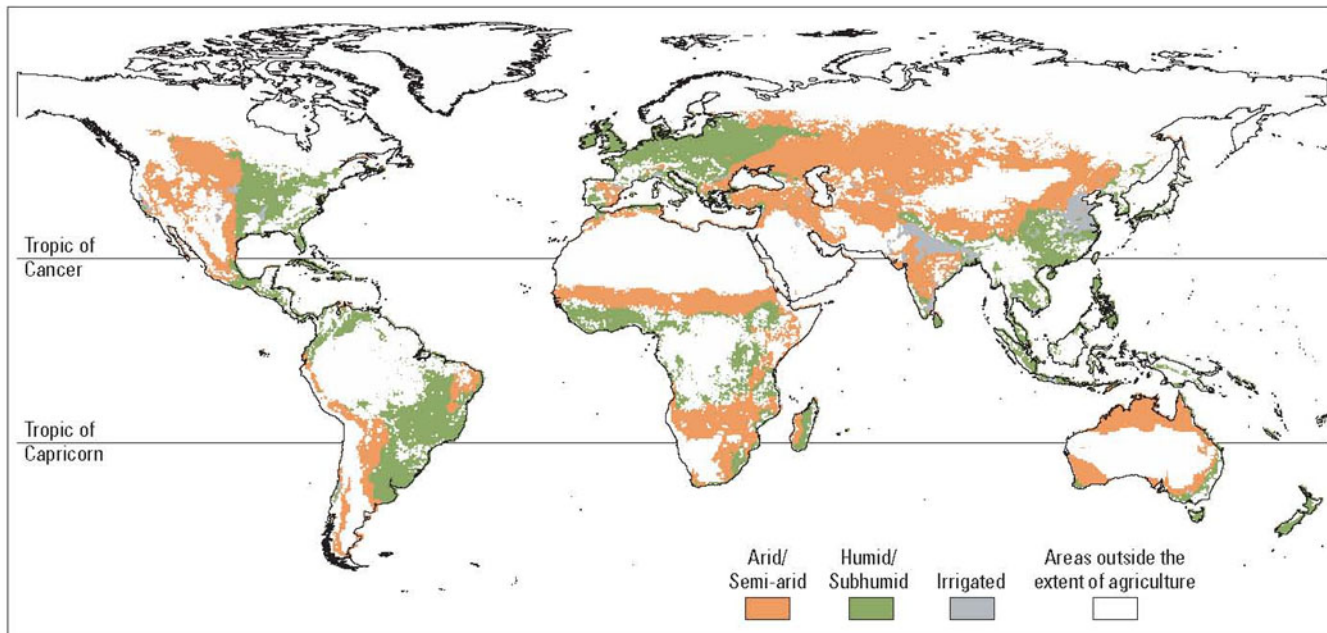 Tropic of
Cancer
Tropic of
Capricorn
Arid/
Semi-arid
Humid/
Subhumid
Irrigated
Areas outside the
extent of agriculture